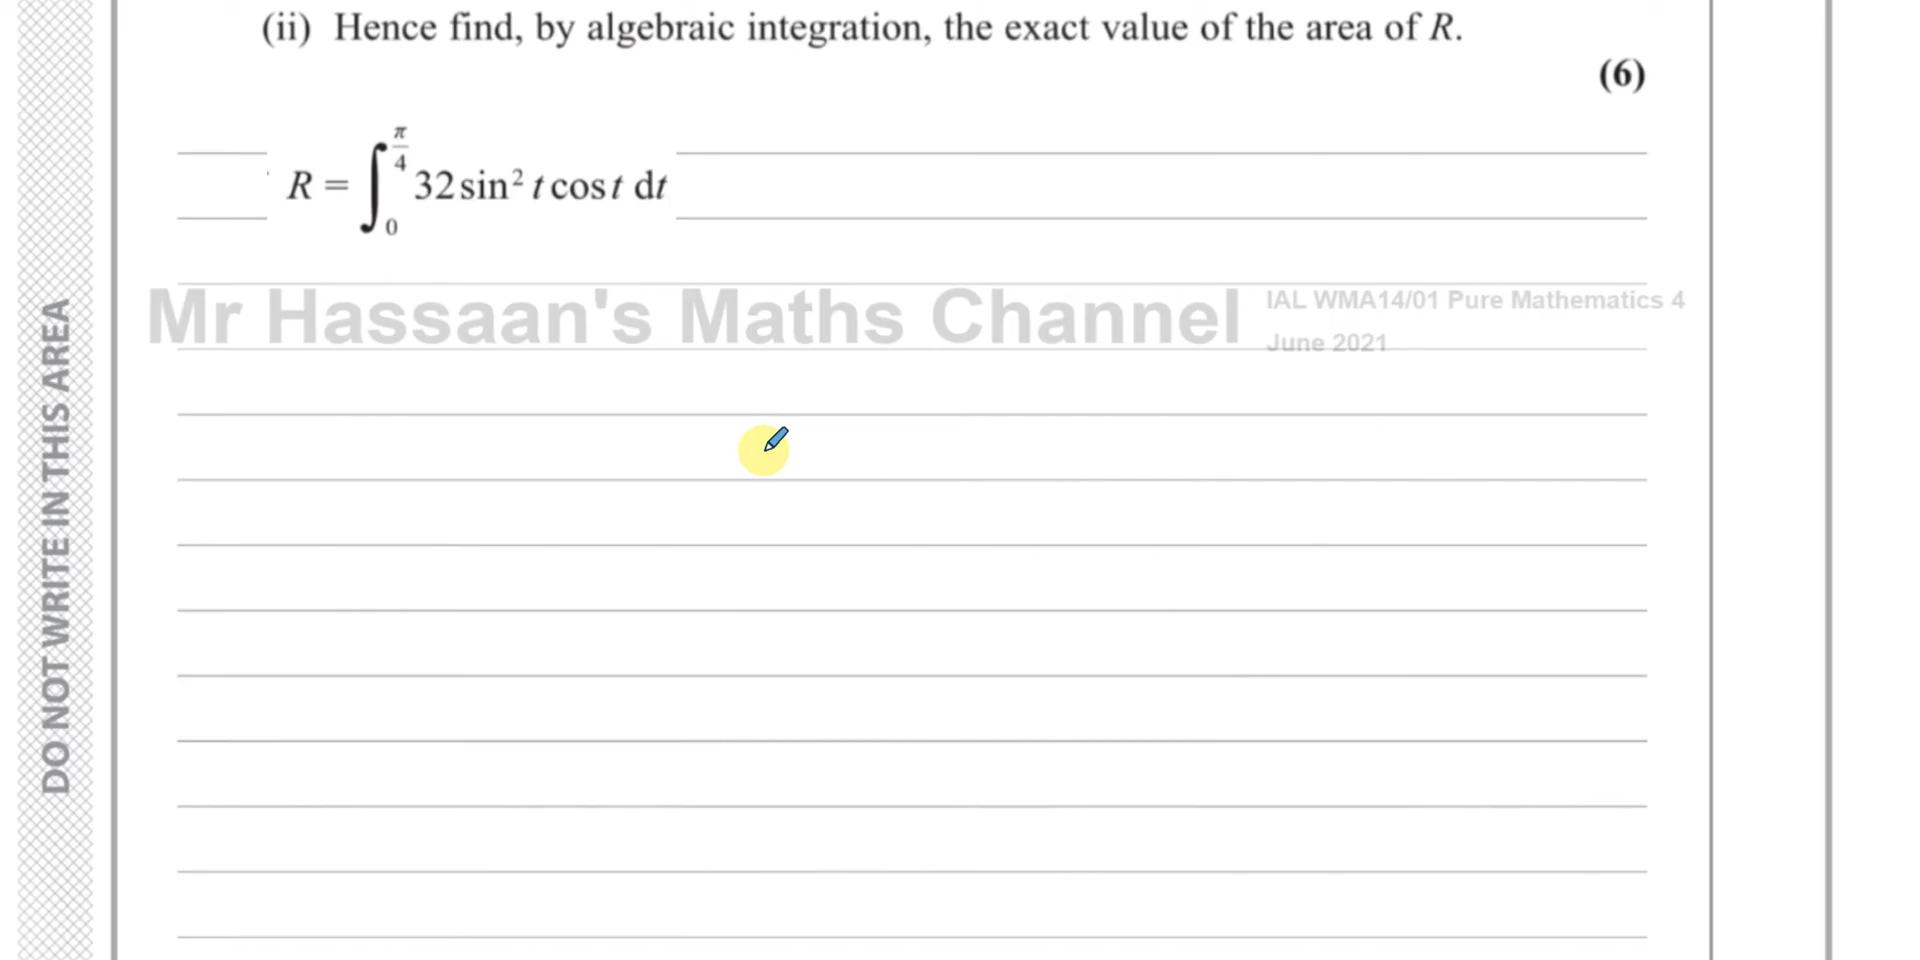 (ii) Hence find, by algebraic integration, the exact value of the area of R.
(6)
R = ∫₀^(π/4) 32 sin² t cos t dt
Mr Hassaan's Maths Channel
IAL WMA14/01 Pure Mathematics 4
June 2021
DO NOT WRITE IN THIS AREA